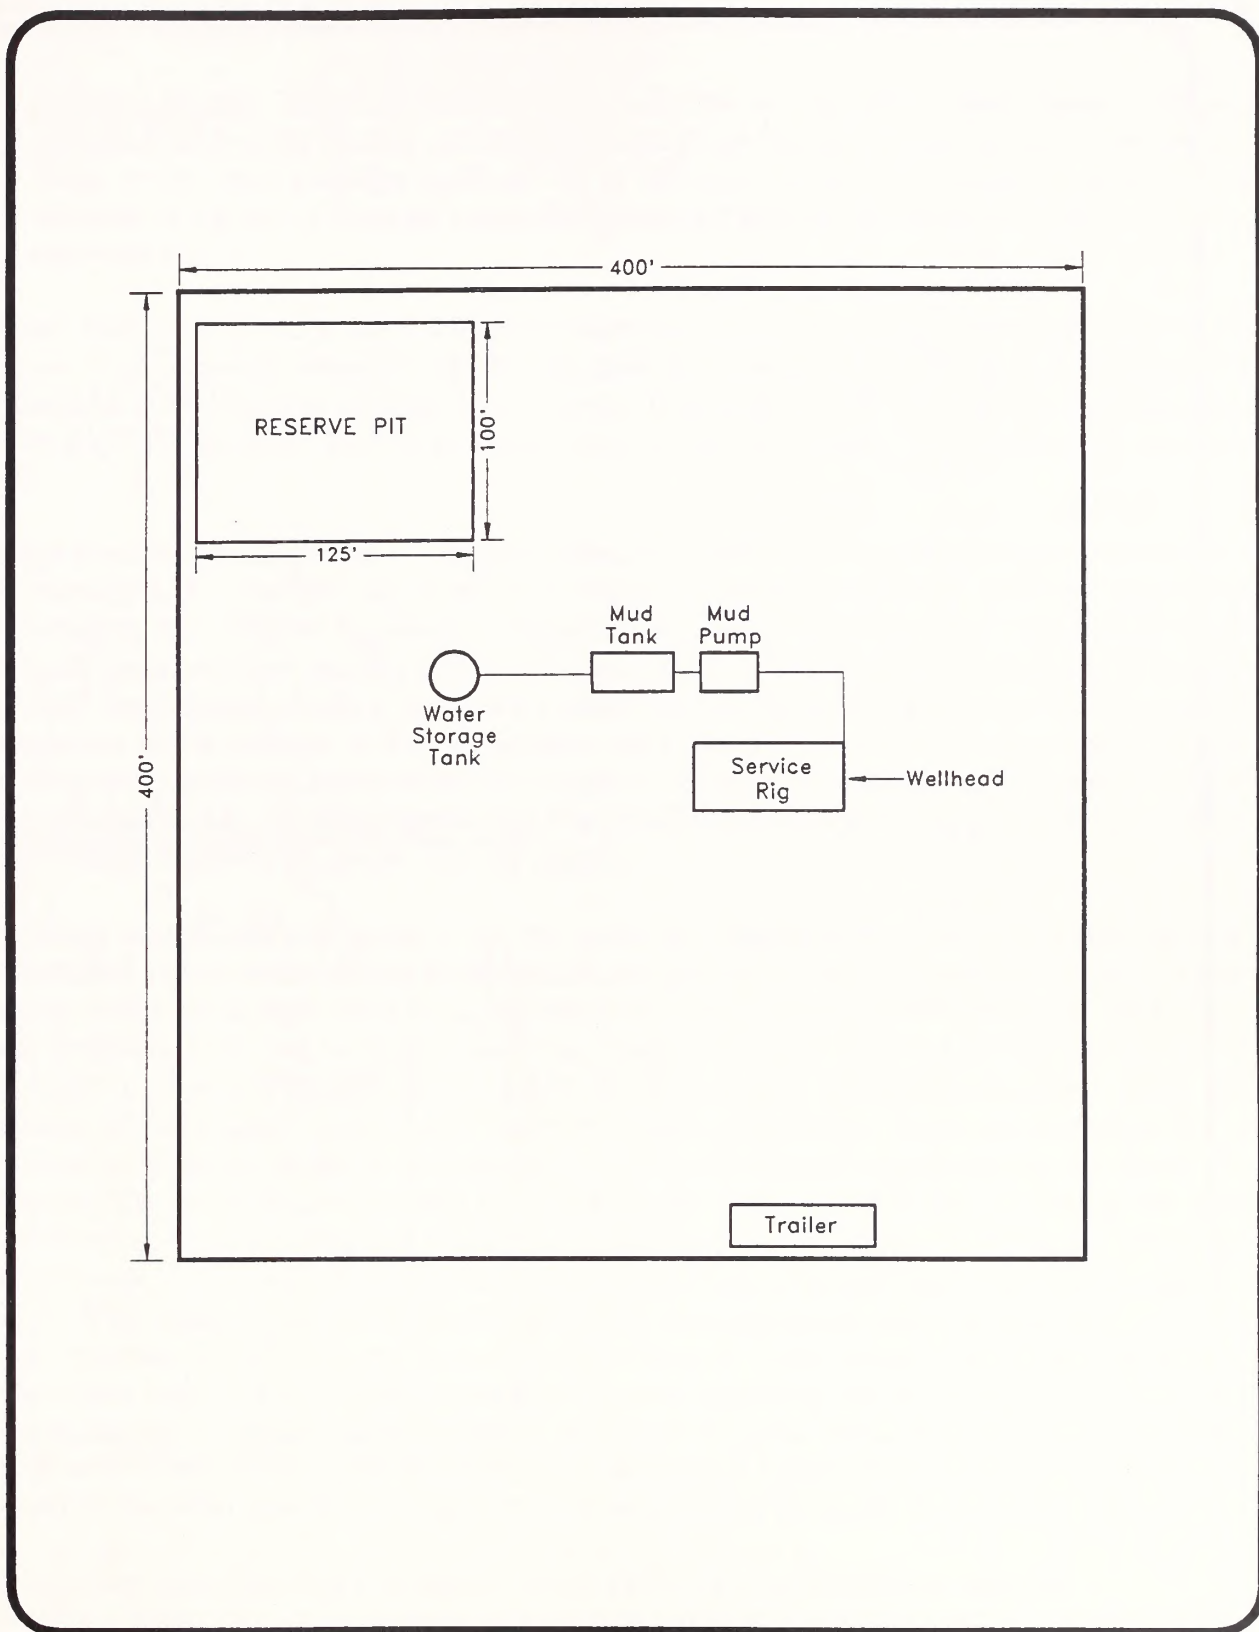 400'
RESERVE PIT
100'
125'
Mud
Tank
Mud
Pump
Water
Storage
Tank
400'
Service
Rig
Wellhead
Trailer